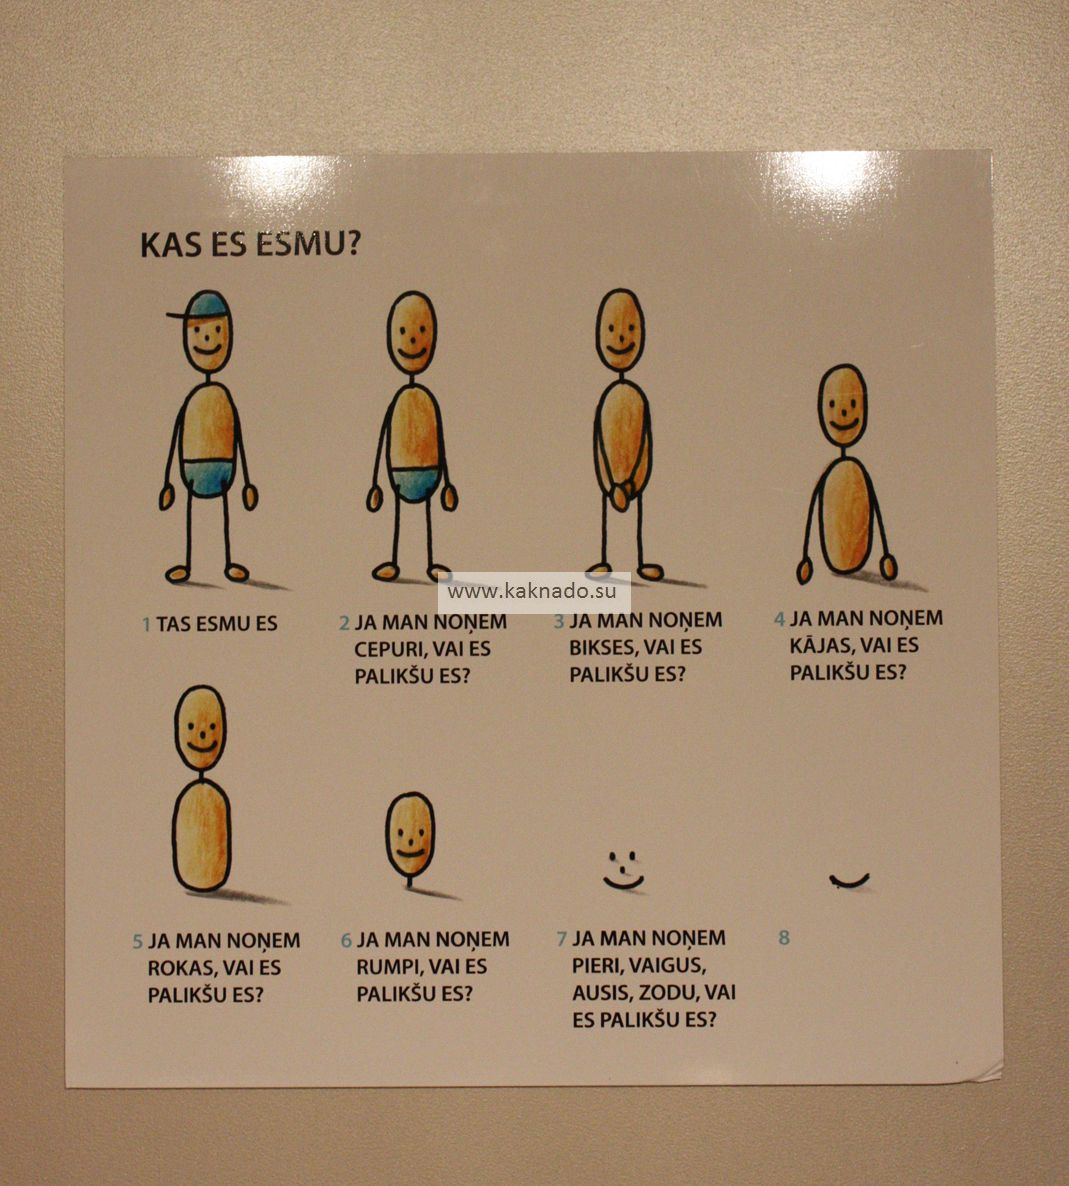 KAS ES ESMU?
www.kaknado.su
1 TAS ESMU ES
2 JA MAN NOŅEM
CEPURI, VAI ES
PALIKŠU ES?
3 JA MAN NOŅEM
BIKSES, VAI ES
PALIKŠU ES?
4 JA MAN NOŅEM
KĀJAS, VAI ES
PALIKŠU ES?
5 JA MAN NOŅEM
ROKAS, VAI ES
PALIKŠU ES?
6 JA MAN NOŅEM
RUMPI, VAI ES
PALIKŠU ES?
7 JA MAN NOŅEM
PIERI, VAIGUS,
AUSIS, ZODU, VAI
ES PALIKŠU ES?
8